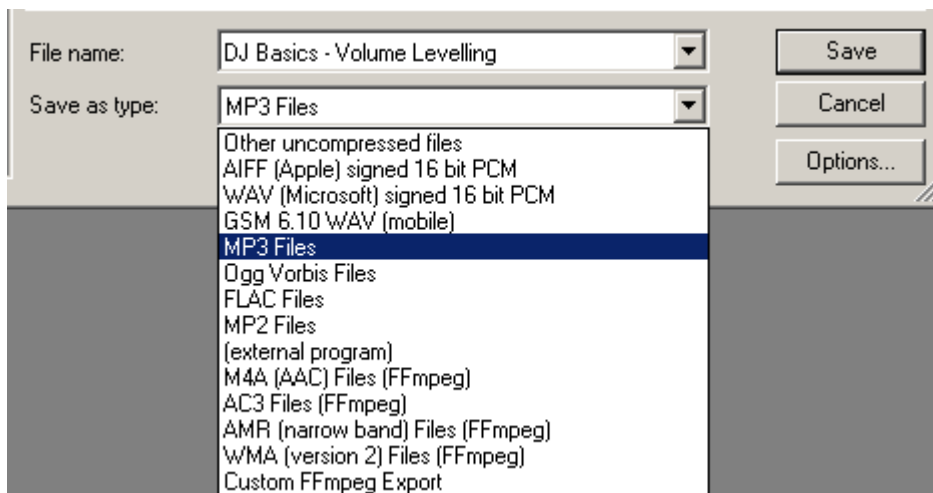 File name:
DJ Basics - Volume Levelling
Save
Save as type:
MP3 Files
Cancel
Options...
Other uncompressed files
AIFF (Apple) signed 16 bit PCM
WAV (Microsoft) signed 16 bit PCM
GSM 6.10 WAV (mobile)
MP3 Files
Ogg Vorbis Files
FLAC Files
MP2 Files
(external program)
M4A (AAC) Files (FFmpeg)
AC3 Files (FFmpeg)
AMR (narrow band) Files (FFmpeg)
WMA (version 2) Files (FFmpeg)
Custom FFmpeg Export